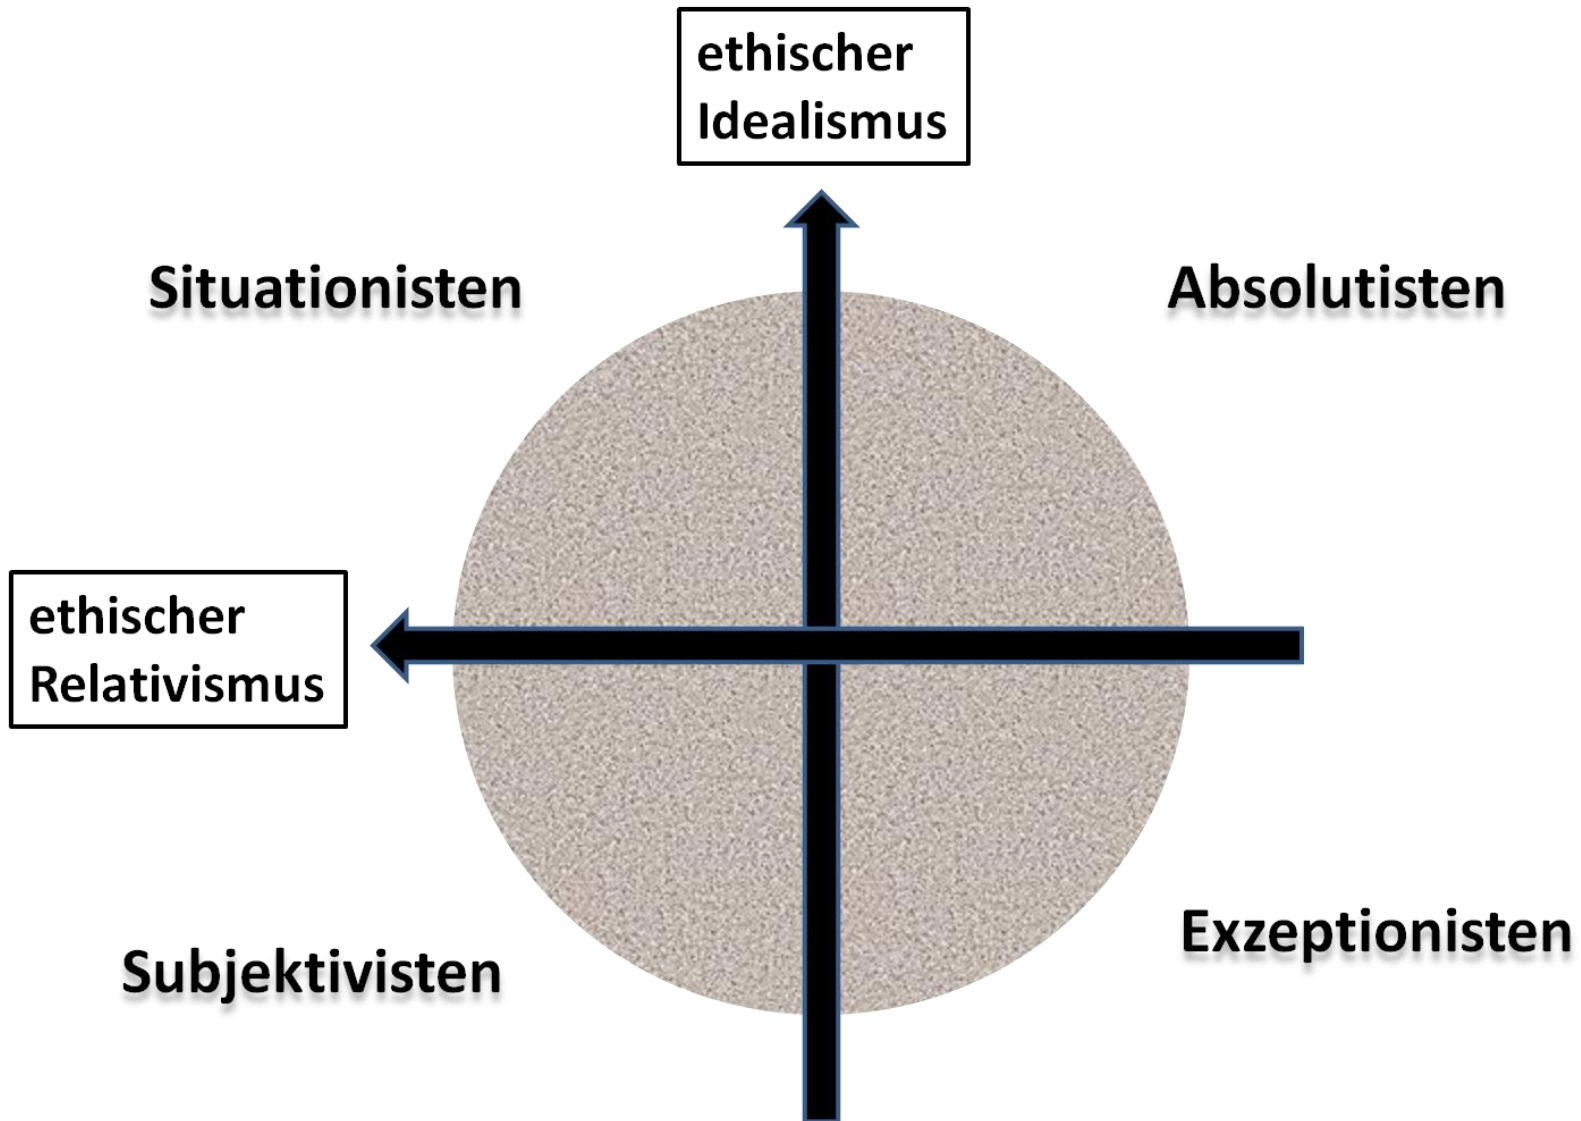 ethischer
Idealismus
Situationisten
Absolutisten
ethischer
Relativismus
Subjektivisten
Exzeptionisten